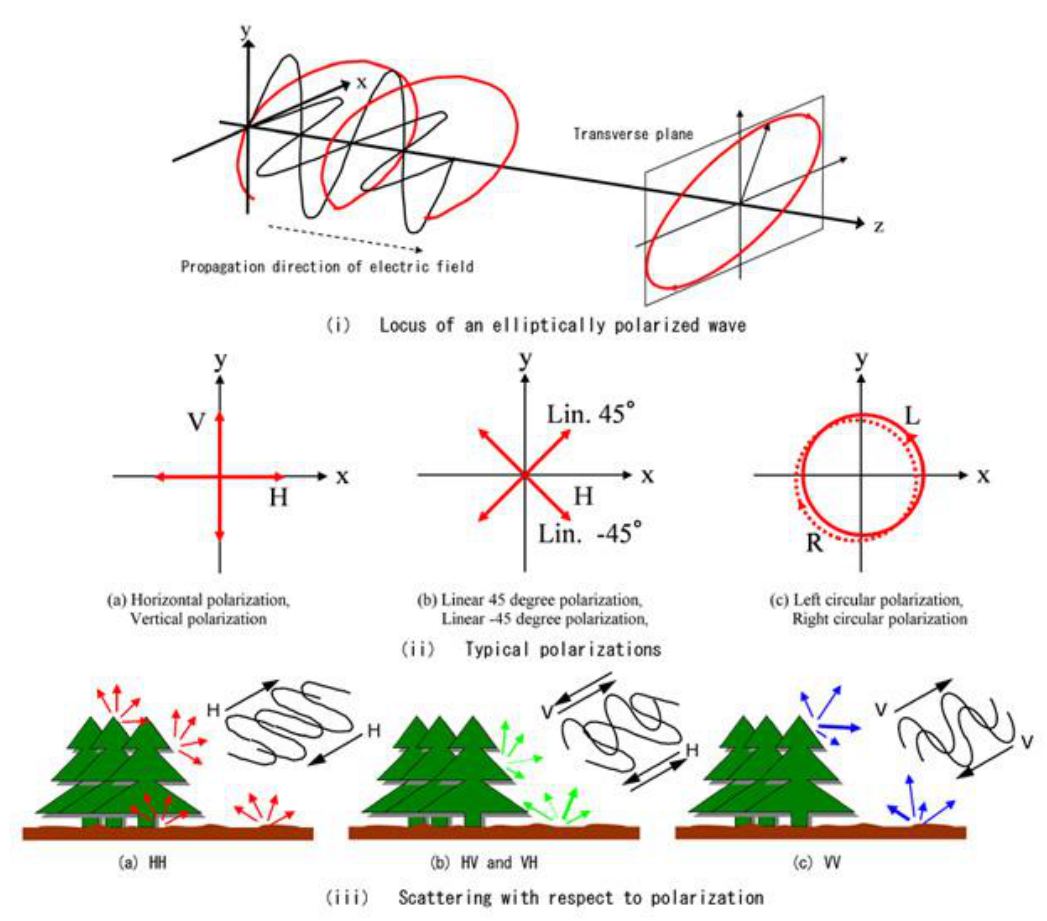 y
x
Transverse plane
z
Propagation direction of electric field
(i) Locus of an elliptically polarized wave
y
V
x
H
y
Lin. 45°
x
H
Lin. -45°
y
L
x
R
(a) Horizontal polarization,
Vertical polarization
(b) Linear 45 degree polarization,
Linear -45 degree polarization,
(c) Left circular polarization,
Right circular polarization
(ii) Typical polarizations
H
H
V
H
V
V
(a) HH
(b) HV and VH
(c) VV
(iii) Scattering with respect to polarization